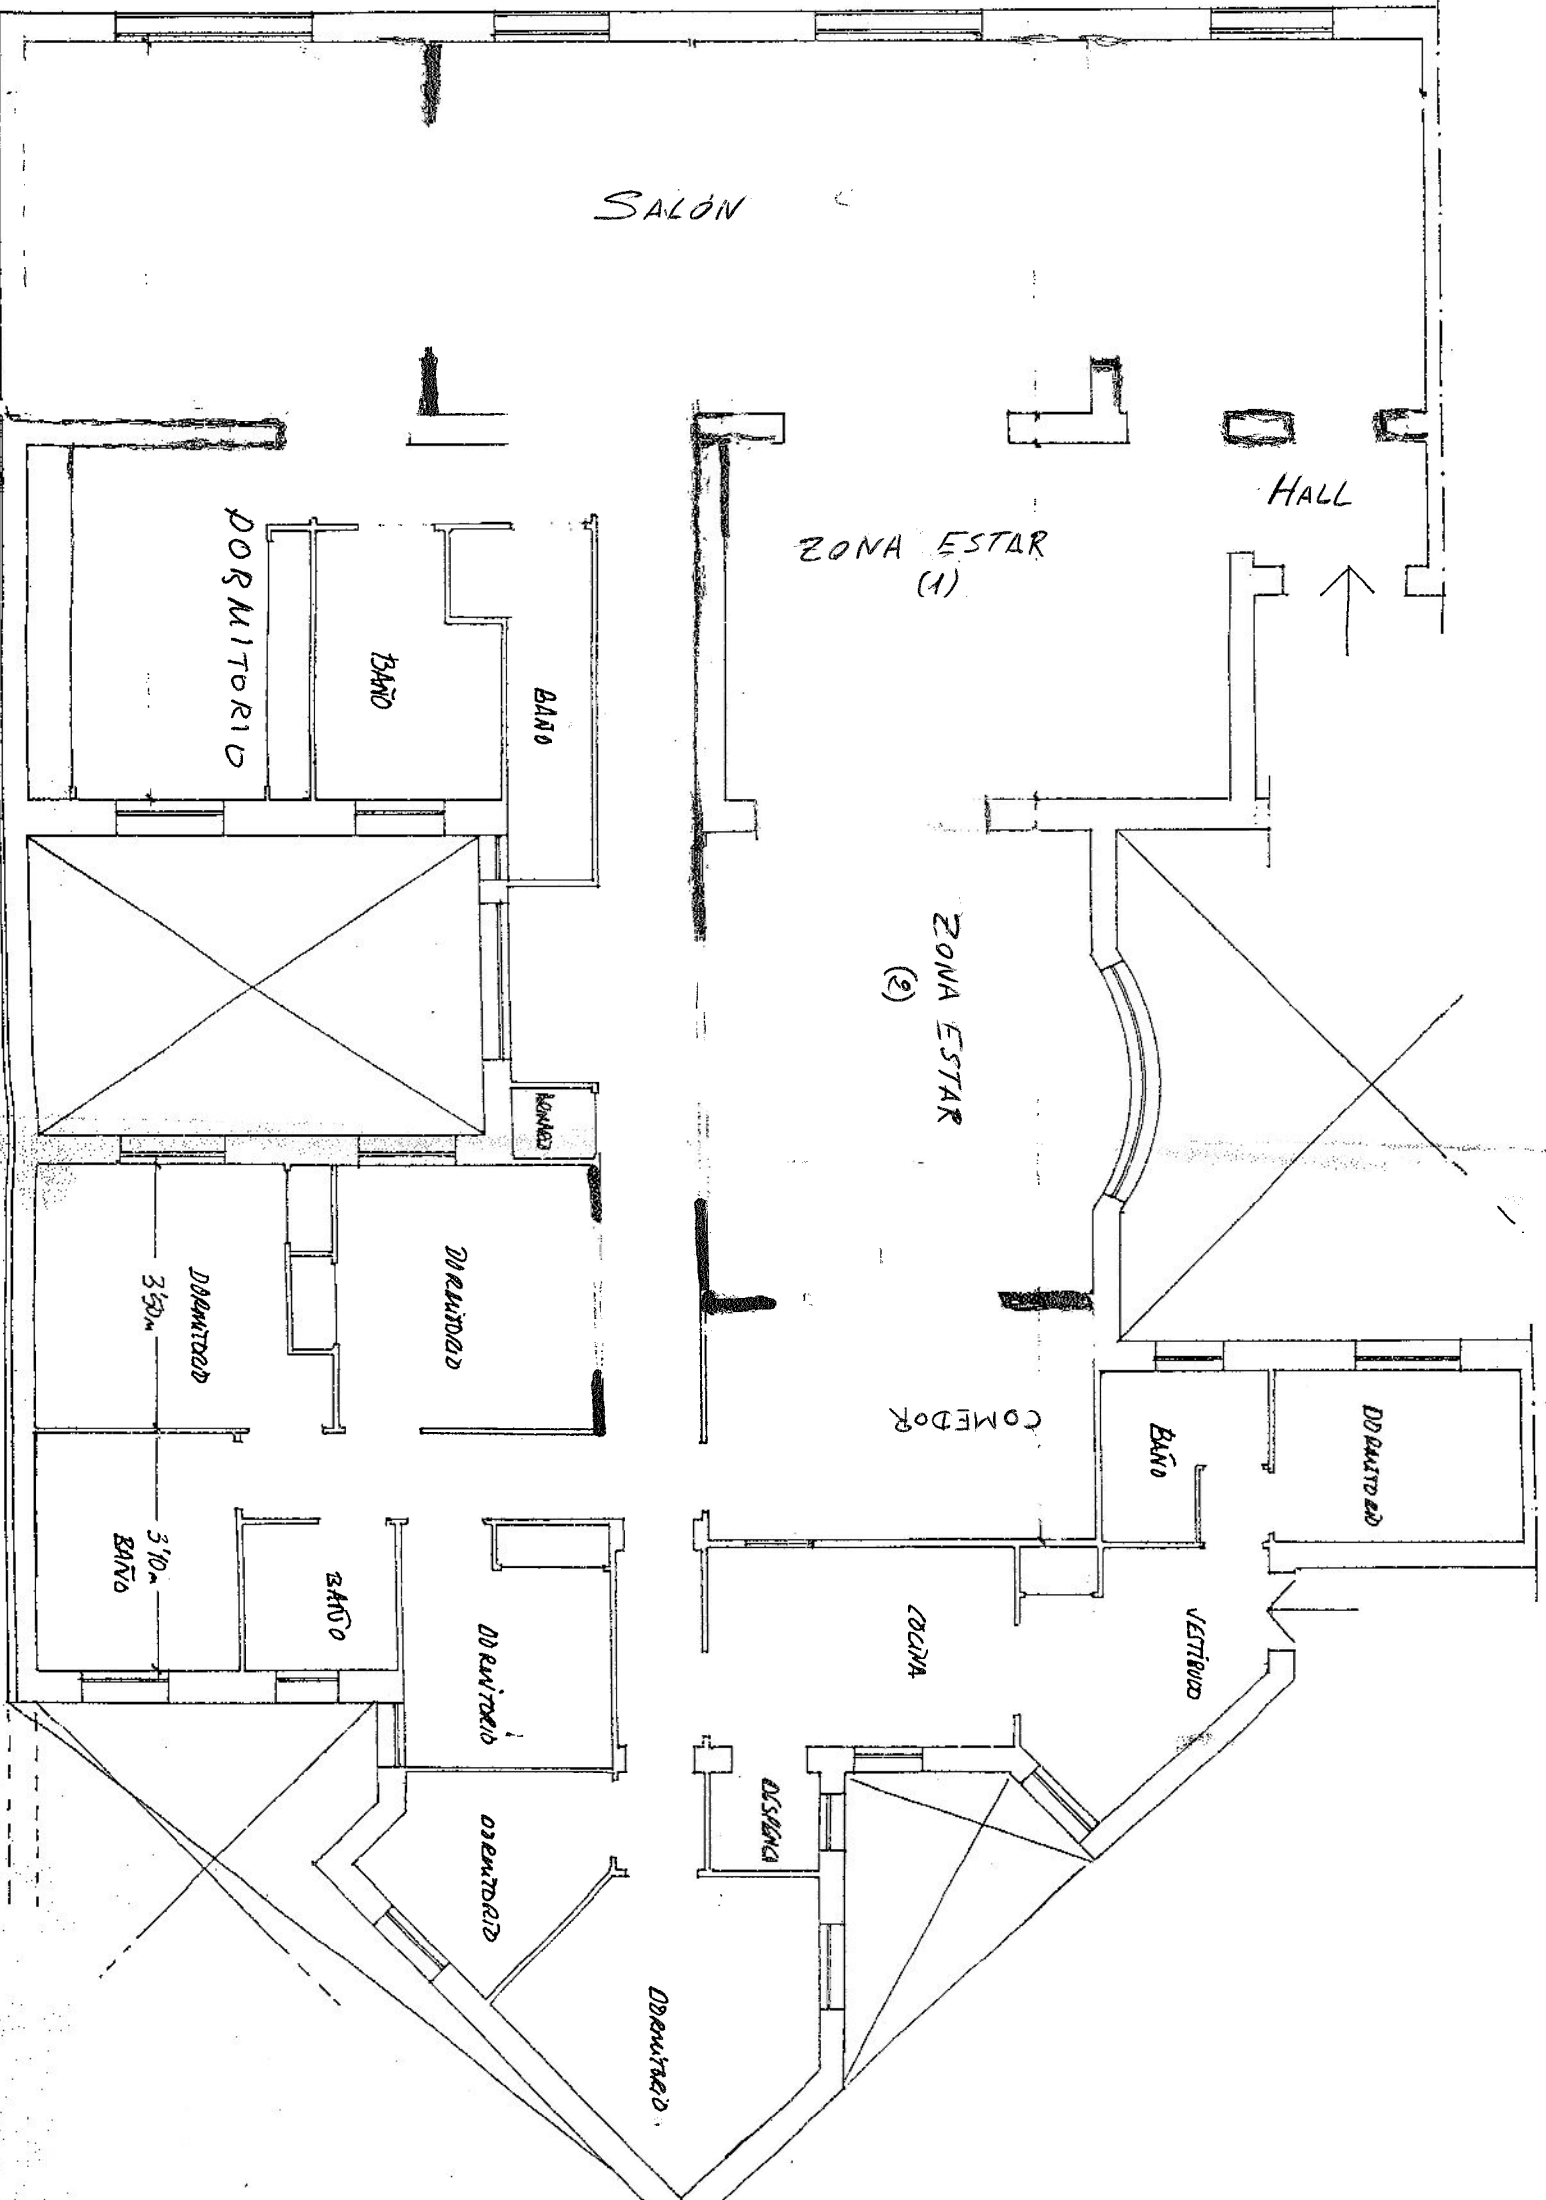 SALÓN
HALL
ZONA ESTAR
(1)
DORMITORIO
BAÑO
BAÑO
ZONA ESTAR
(2)
DORMITORIO
3'50m
DORMITORIO
COMEDOR
BAÑO
DORMITORIO
3'10m
BAÑO
BAÑO
DORMITORIO
COCINA
VESTIBULO
DESPENSA
DORMITORIO
DORMITORIO